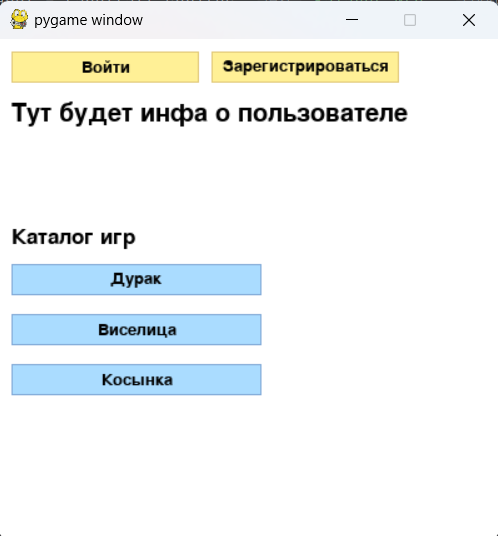 pygame window
Войти
Зарегистрироваться
Тут будет инфа о пользователе
Каталог игр
Дурак
Виселица
Косынка